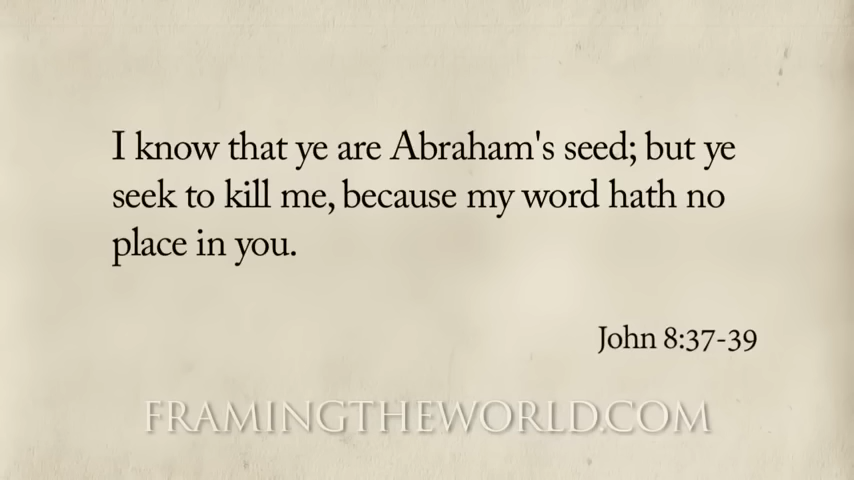 I know that ye are Abraham's seed; but ye
seek to kill me, because my word hath no
place in you.
John 8:37-39
FRAMINGTHEWORLD.COM